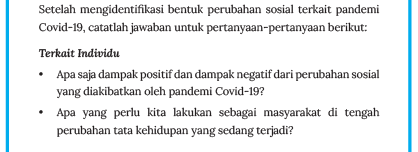 Setelah mengidentifikasi bentuk perubahan sosial terkait pandemi
Covid-19, catatlah jawaban untuk pertanyaan-pertanyaan berikut:
Terkait Individu
• Apa saja dampak positif dan dampak negatif dari perubahan sosial
yang diakibatkan oleh pandemi Covid-19?
• Apa yang perlu kita lakukan sebagai masyarakat di tengah
perubahan tata kehidupan yang sedang terjadi?